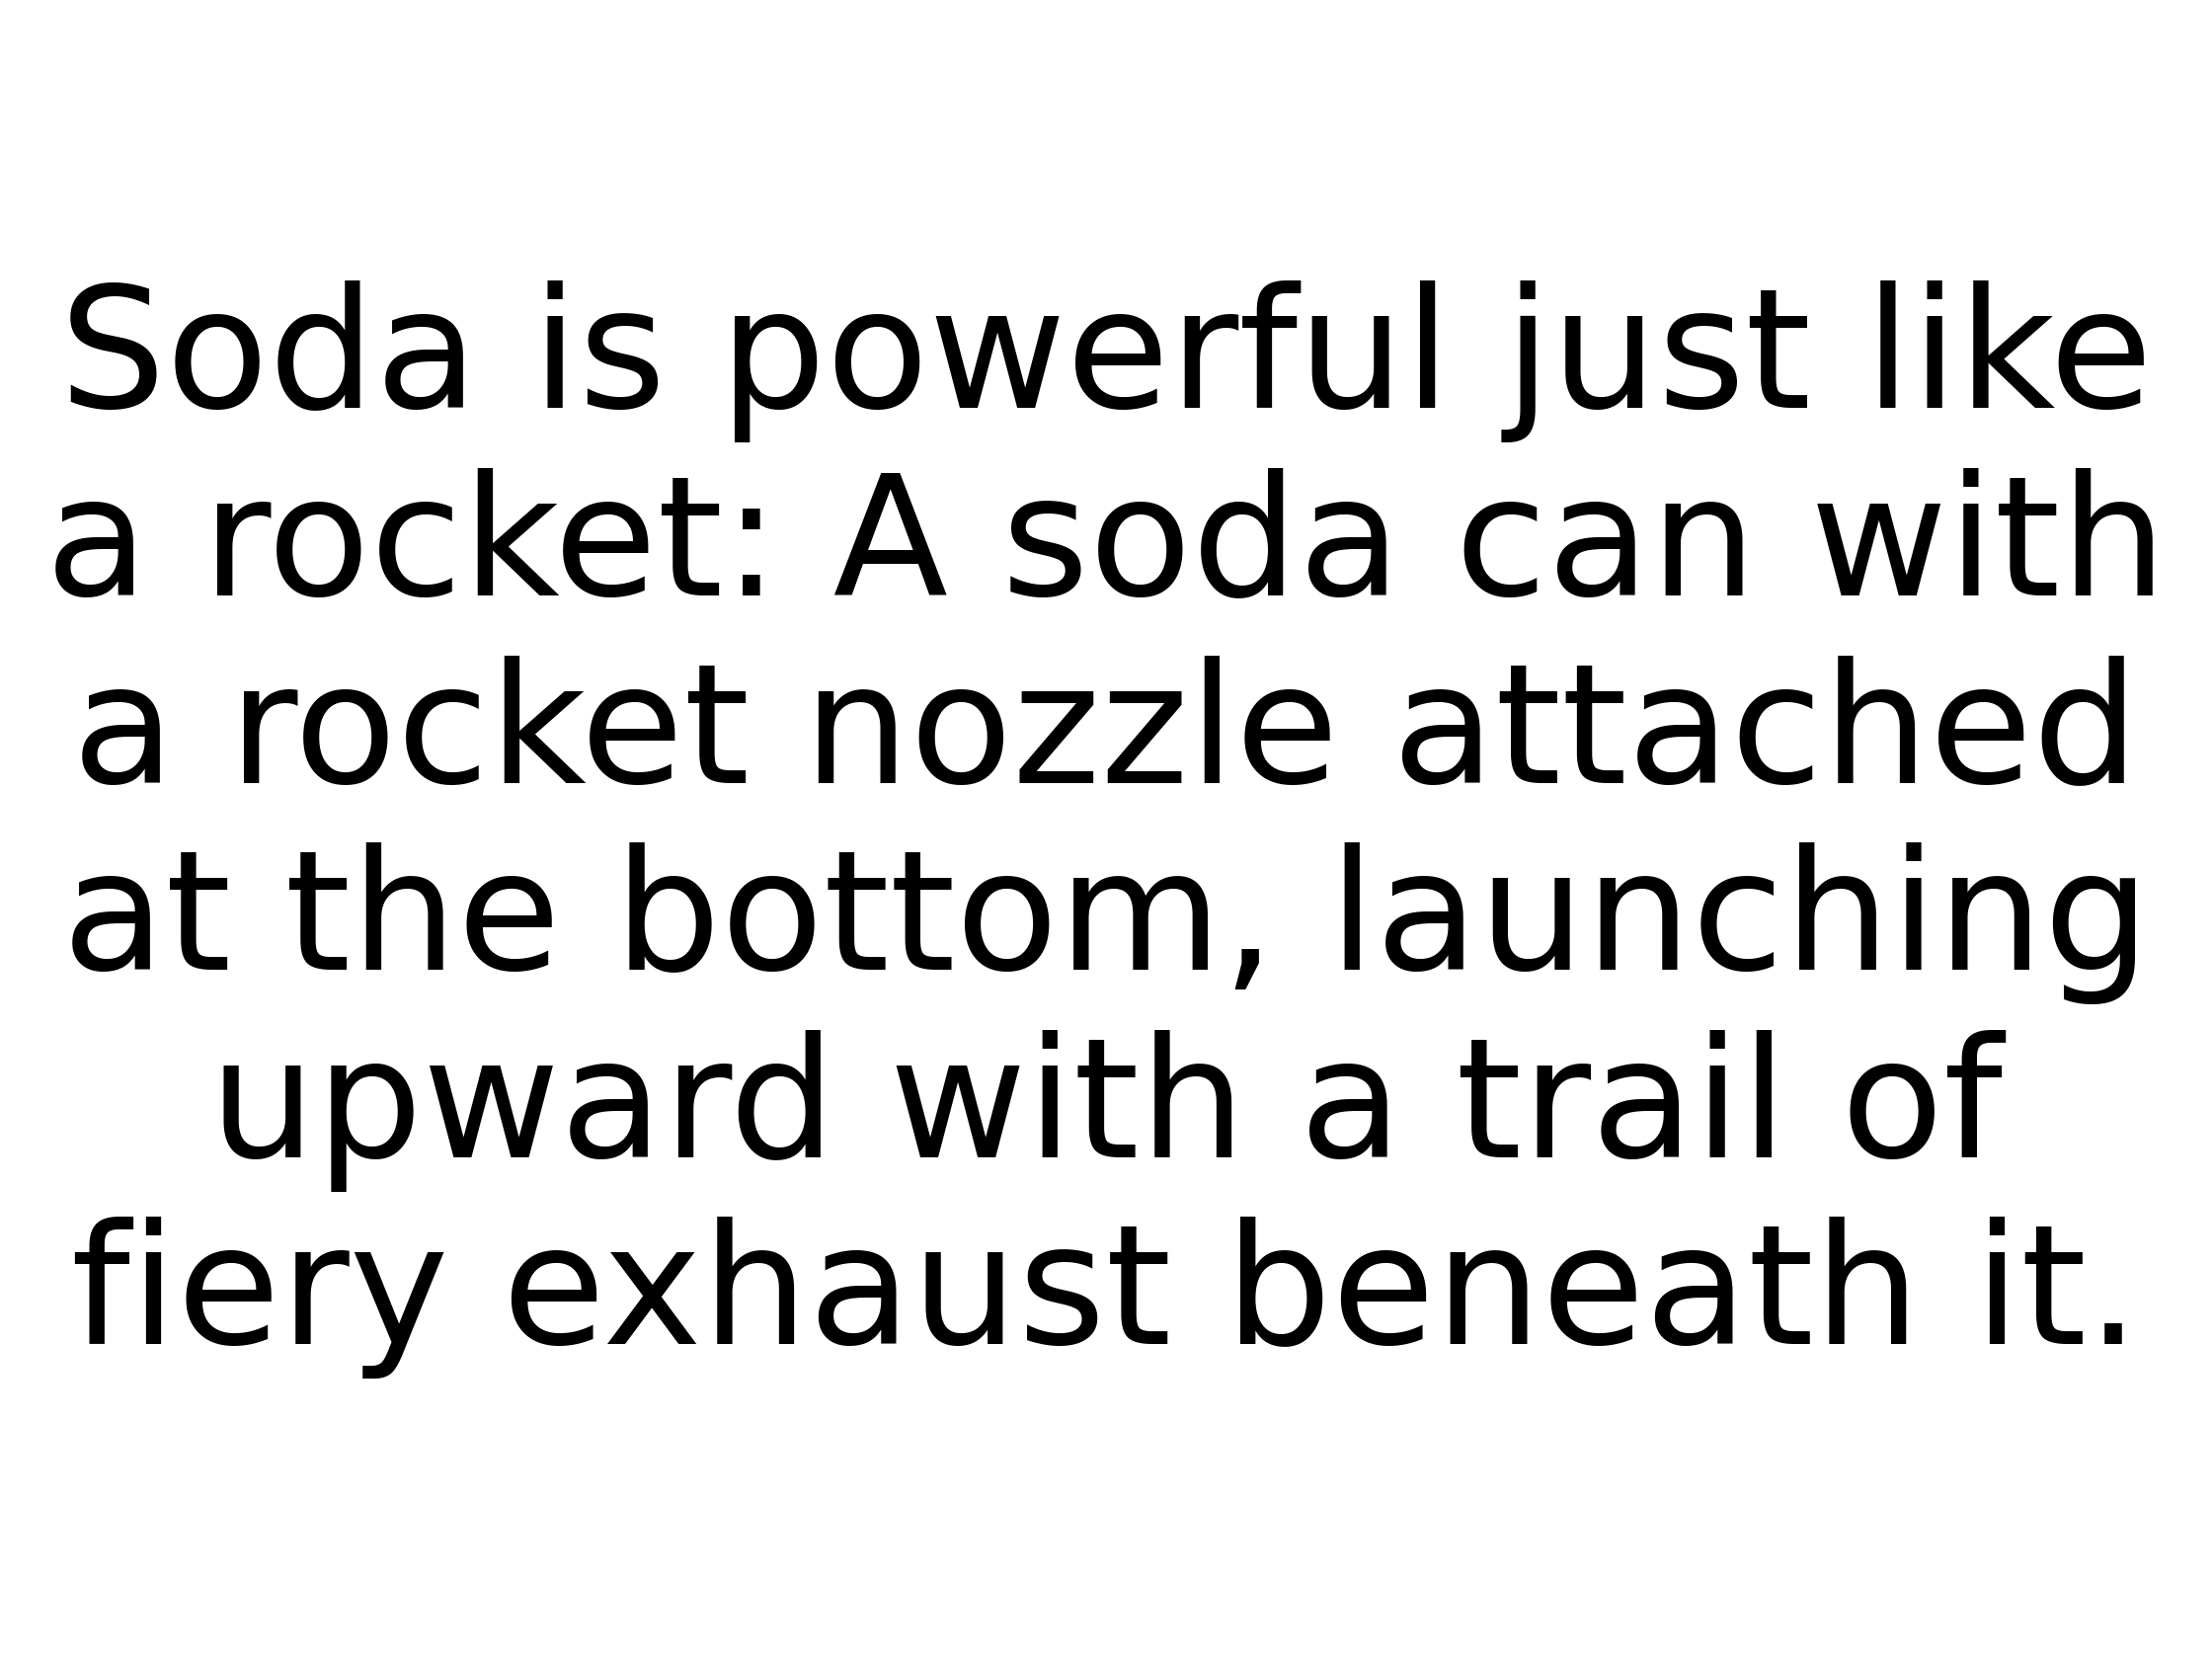 Soda is powerful just like
a rocket: A soda can with
a rocket nozzle attached
at the bottom, launching
upward with a trail of
fiery exhaust beneath it.